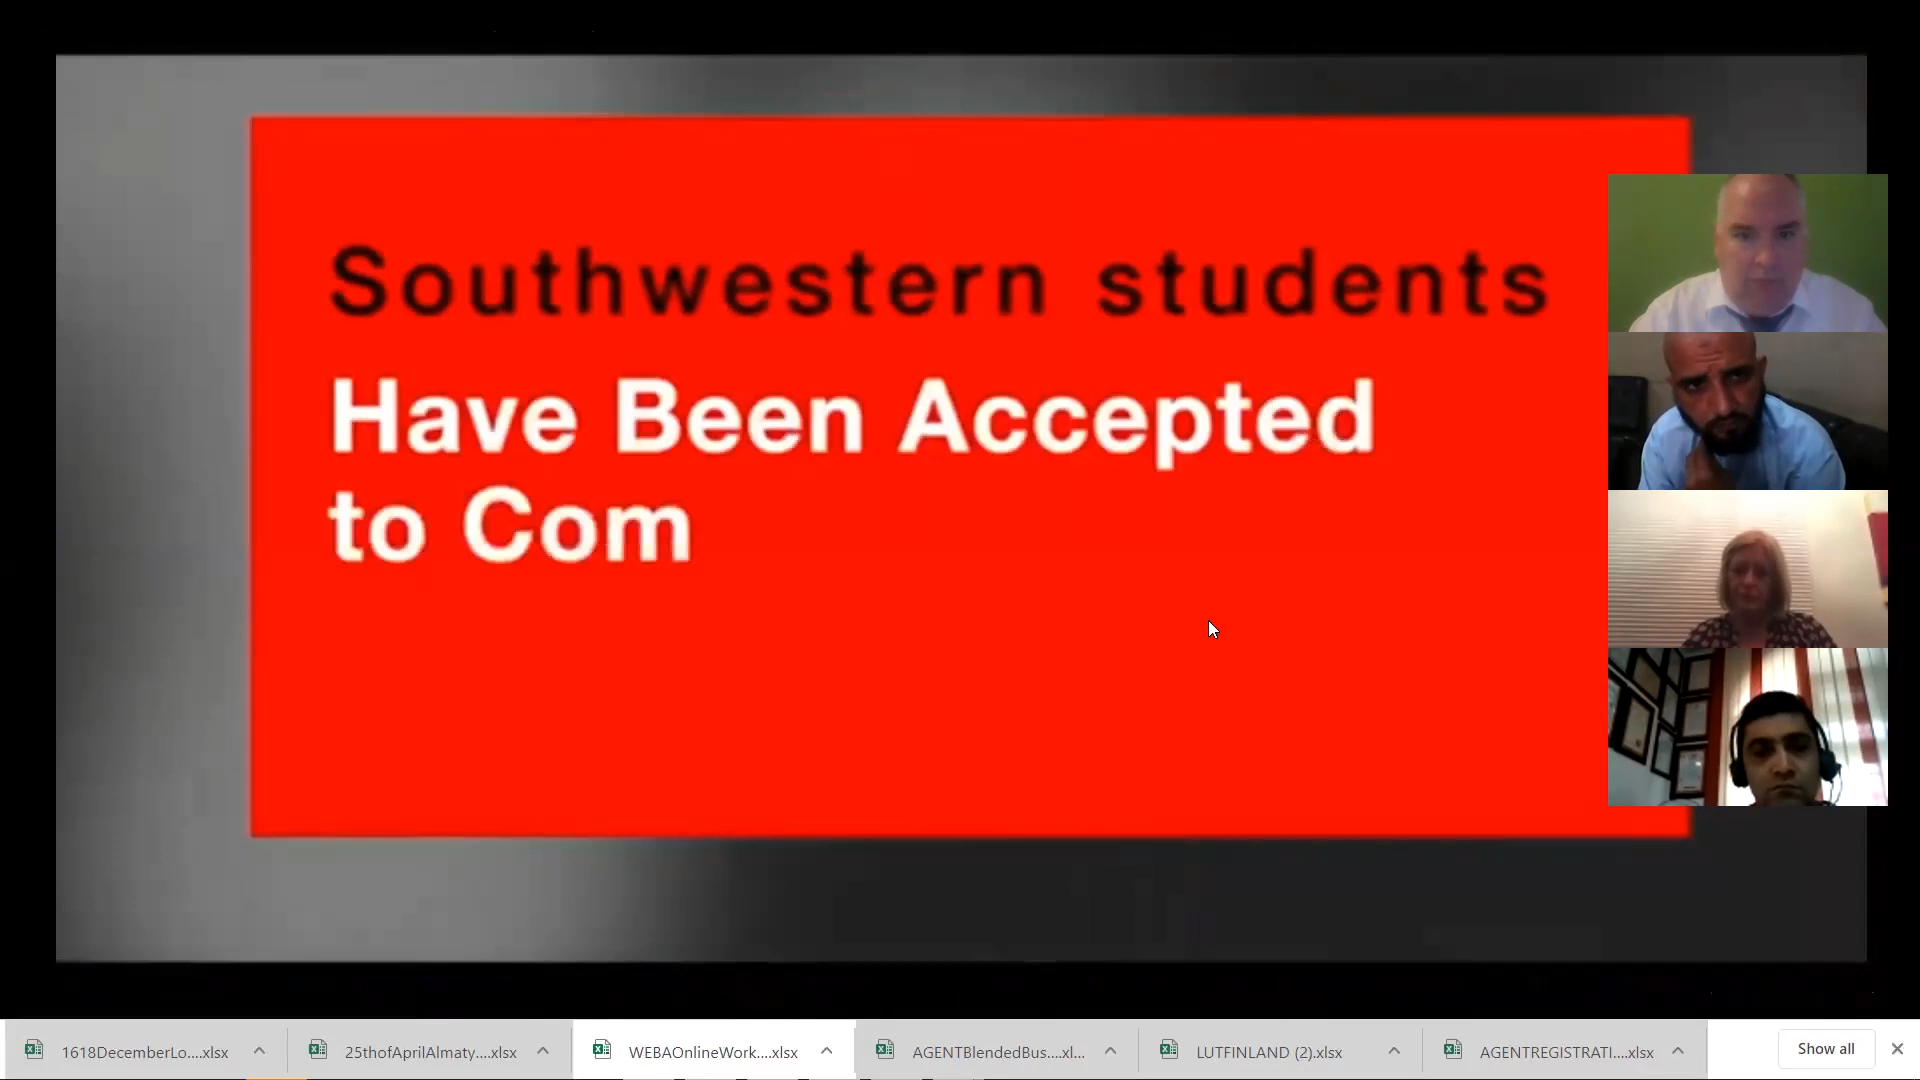 Southwestern students
Have Been Accepted
to Com
1618DecemberLo....xlsx
25thofAprilAlmaty....xlsx
WEBAOnlineWork....xlsx
AGENTBlendedBus....xl...
LUTFINLAND (2).xlsx
AGENTREGISTRATI....xlsx
Show all